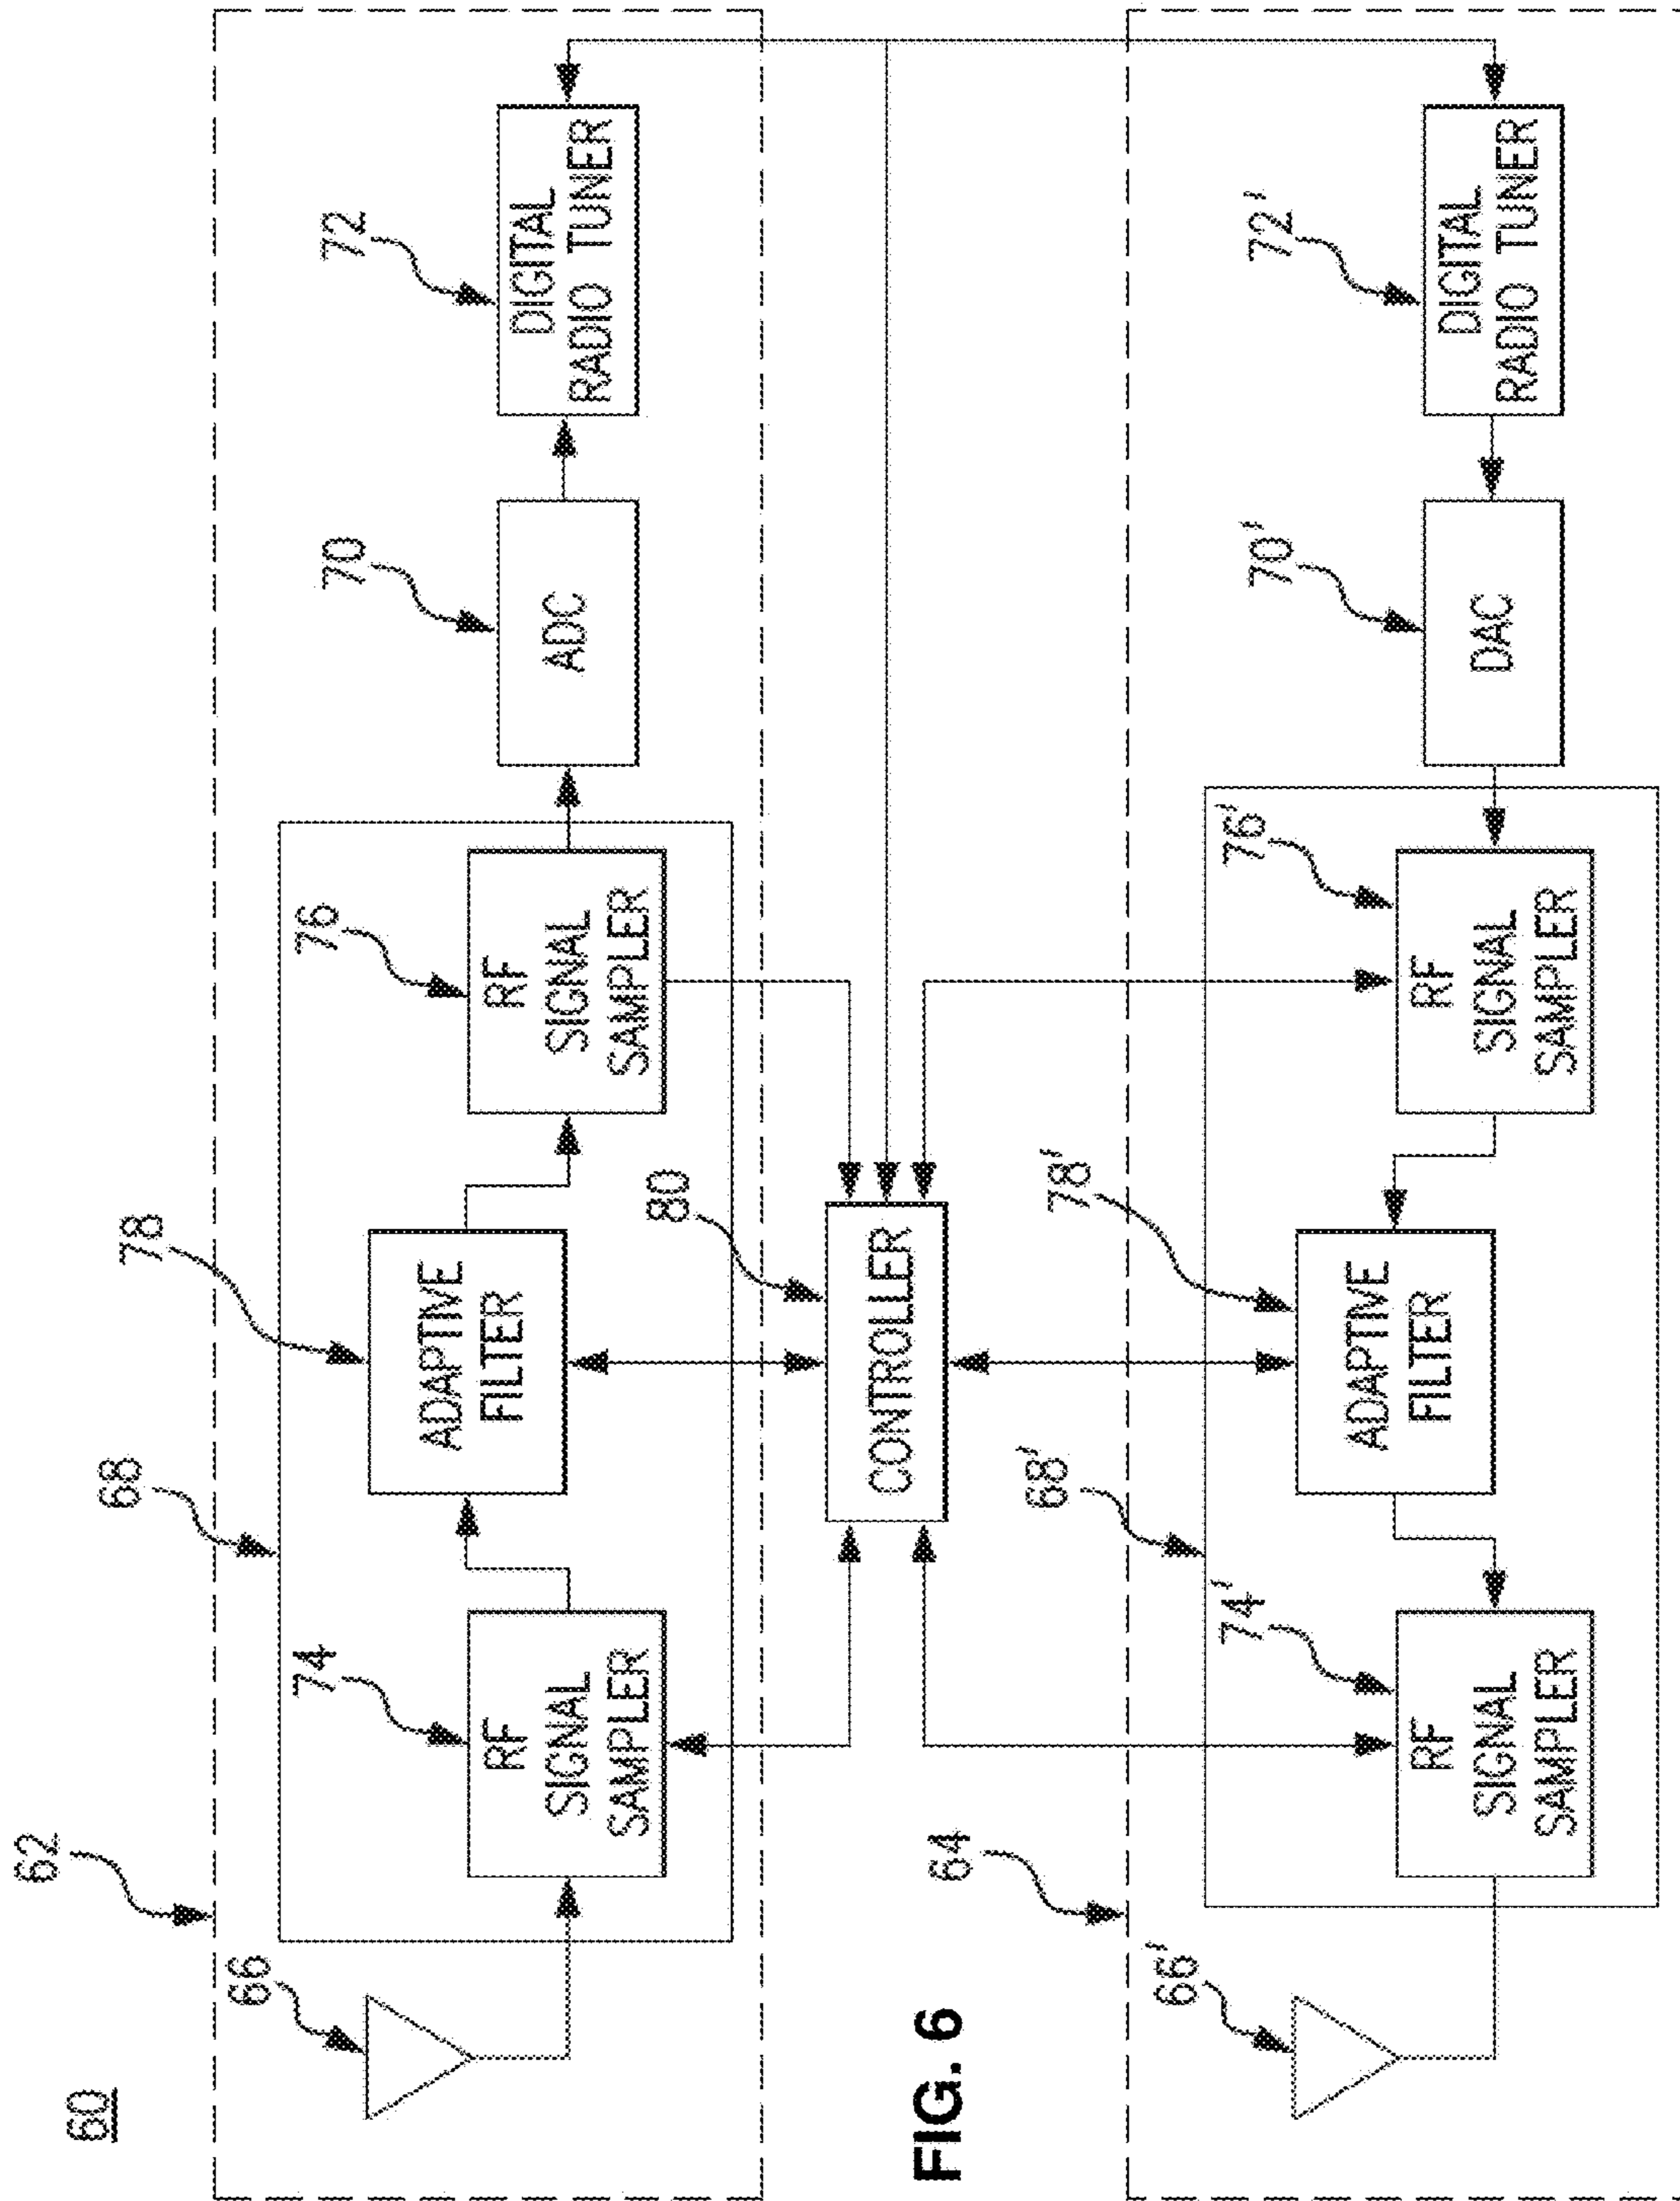 60
62
66
68
74
RF
SIGNAL
SAMPLER
78
ADAPTIVE
FILTER
76
RF
SIGNAL
SAMPLER
70
ADC
72
DIGITAL
RADIO TUNER
80
CONTROLLER
FIG. 6
64
66'
68'
74'
RF
SIGNAL
SAMPLER
78'
ADAPTIVE
FILTER
76'
RF
SIGNAL
SAMPLER
70'
DAC
72'
DIGITAL
RADIO TUNER